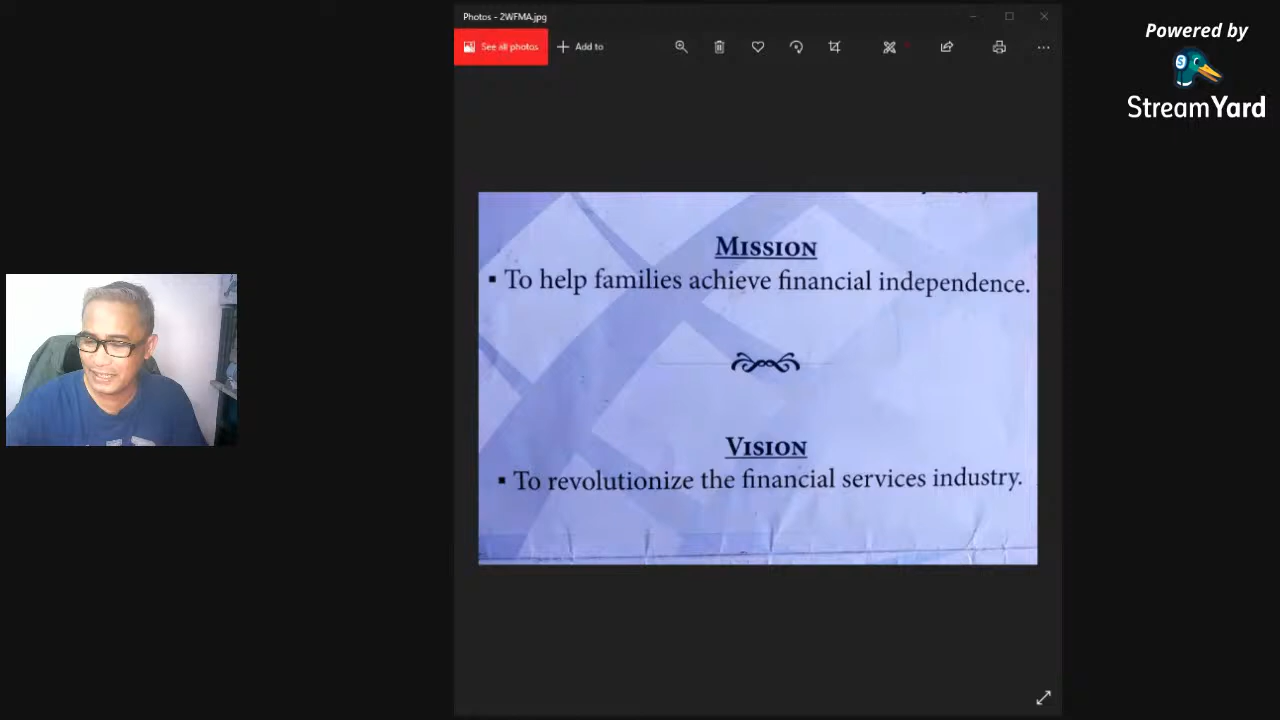 Photos - 2WFMA.jpg
See all photos
Add to
Powered by
StreamYard
MISSION
▪ To help families achieve financial independence.
VISION
▪ To revolutionize the financial services industry.